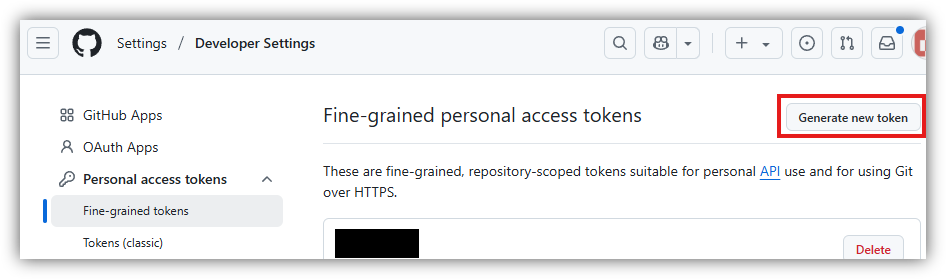 Settings / Developer Settings
GitHub Apps
OAuth Apps
Personal access tokens
Fine-grained tokens
Tokens (classic)
Fine-grained personal access tokens
Generate new token
These are fine-grained, repository-scoped tokens suitable for personal API use and for using Git
over HTTPS.
Delete